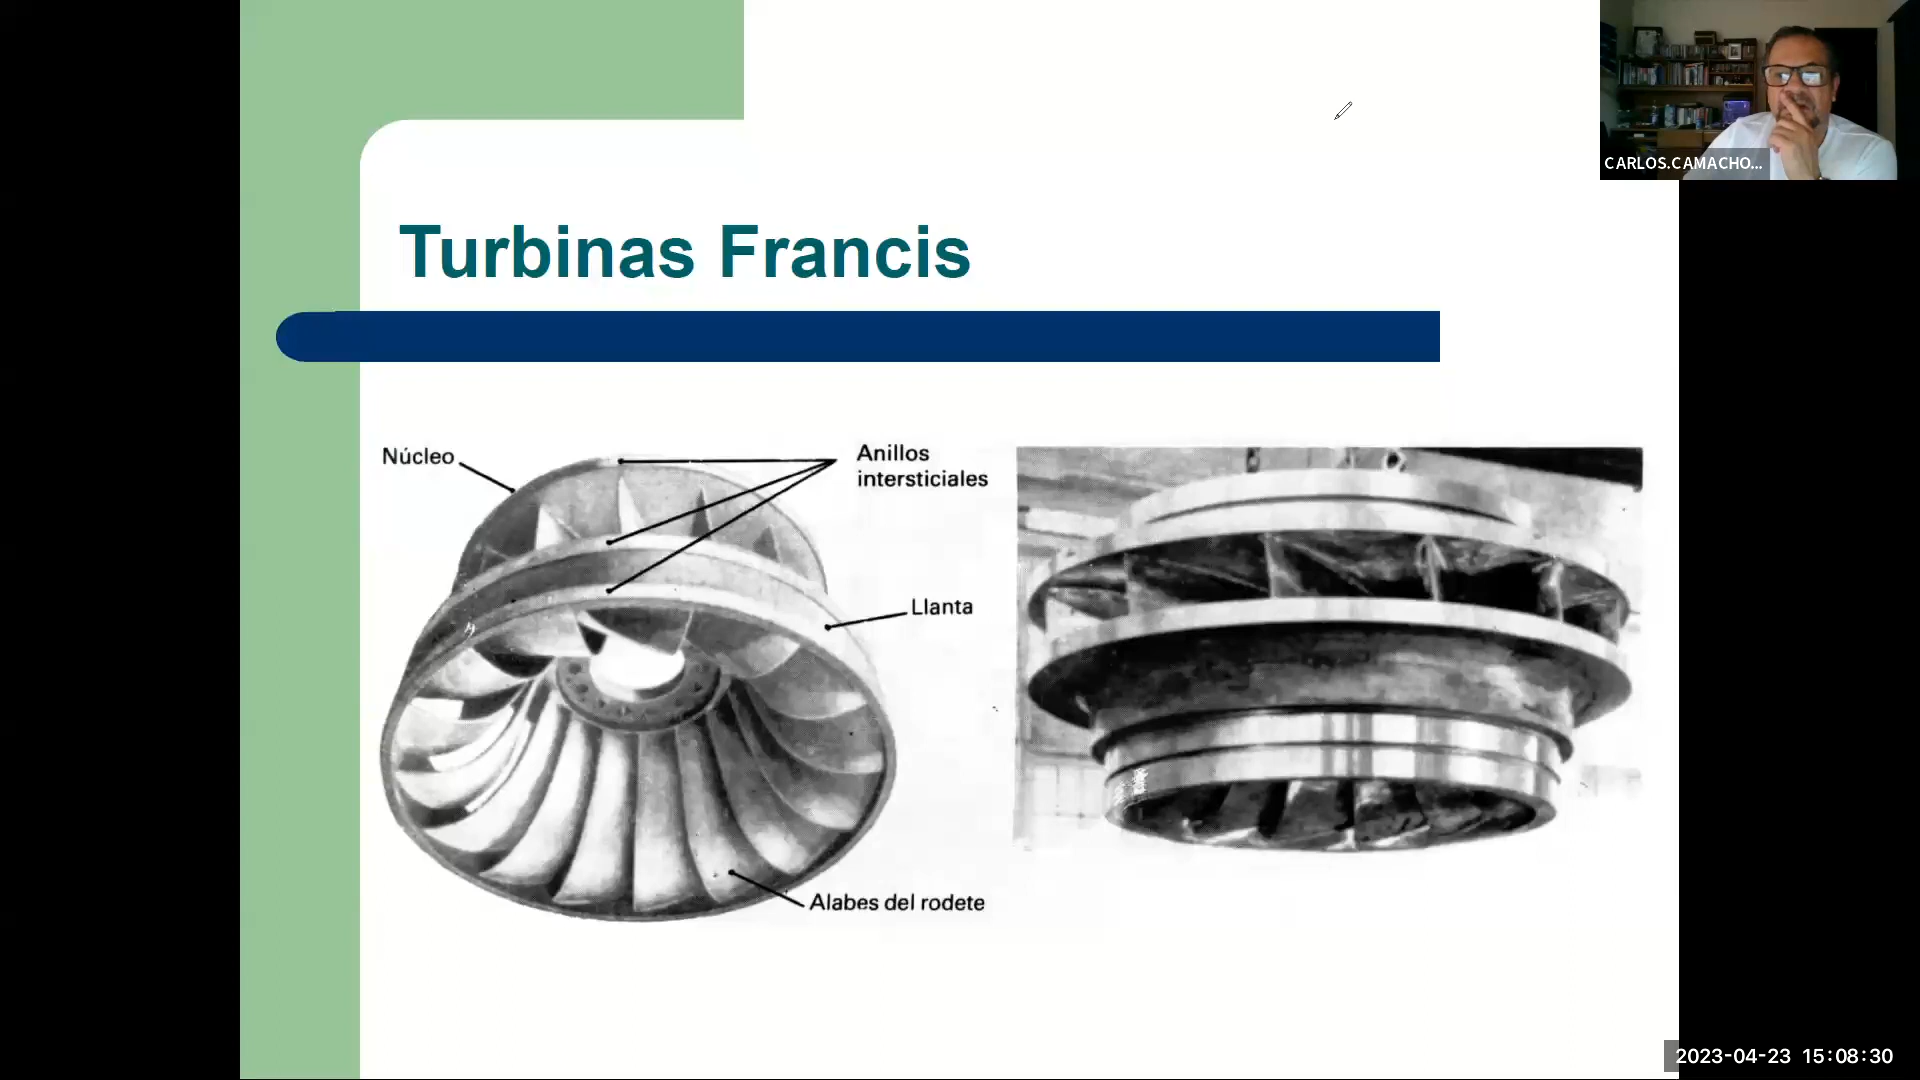 CARLOS.CAMACHO...
Turbinas Francis
Núcleo
Anillos
intersticiales
Llanta
Alabes del rodete
2023-04-23 15:08:30